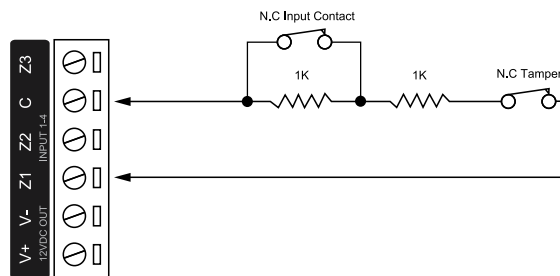 N.C Input Contact
1K
1K
N.C Tamper
Z3
C
Z2
Z1
V-
V+
INPUT 1-4
12VDC OUT